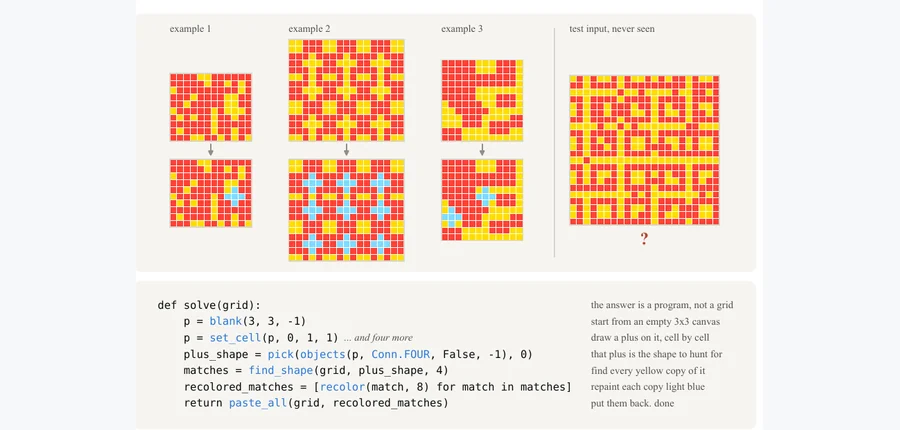 example 1
example 2
example 3
test input, never seen
?
def solve(grid):
p = blank(3, 3, -1)
p = set_cell(p, 0, 1, 1) ... and four more
plus_shape = pick(objects(p, Conn.FOUR, False, -1), 0)
matches = find_shape(grid, plus_shape, 4)
recolored_matches = [recolor(match, 8) for match in matches]
return paste_all(grid, recolored_matches)
the answer is a program, not a grid
start from an empty 3x3 canvas
draw a plus on it, cell by cell
that plus is the shape to hunt for
find every yellow copy of it
repaint each copy light blue
put them back. done